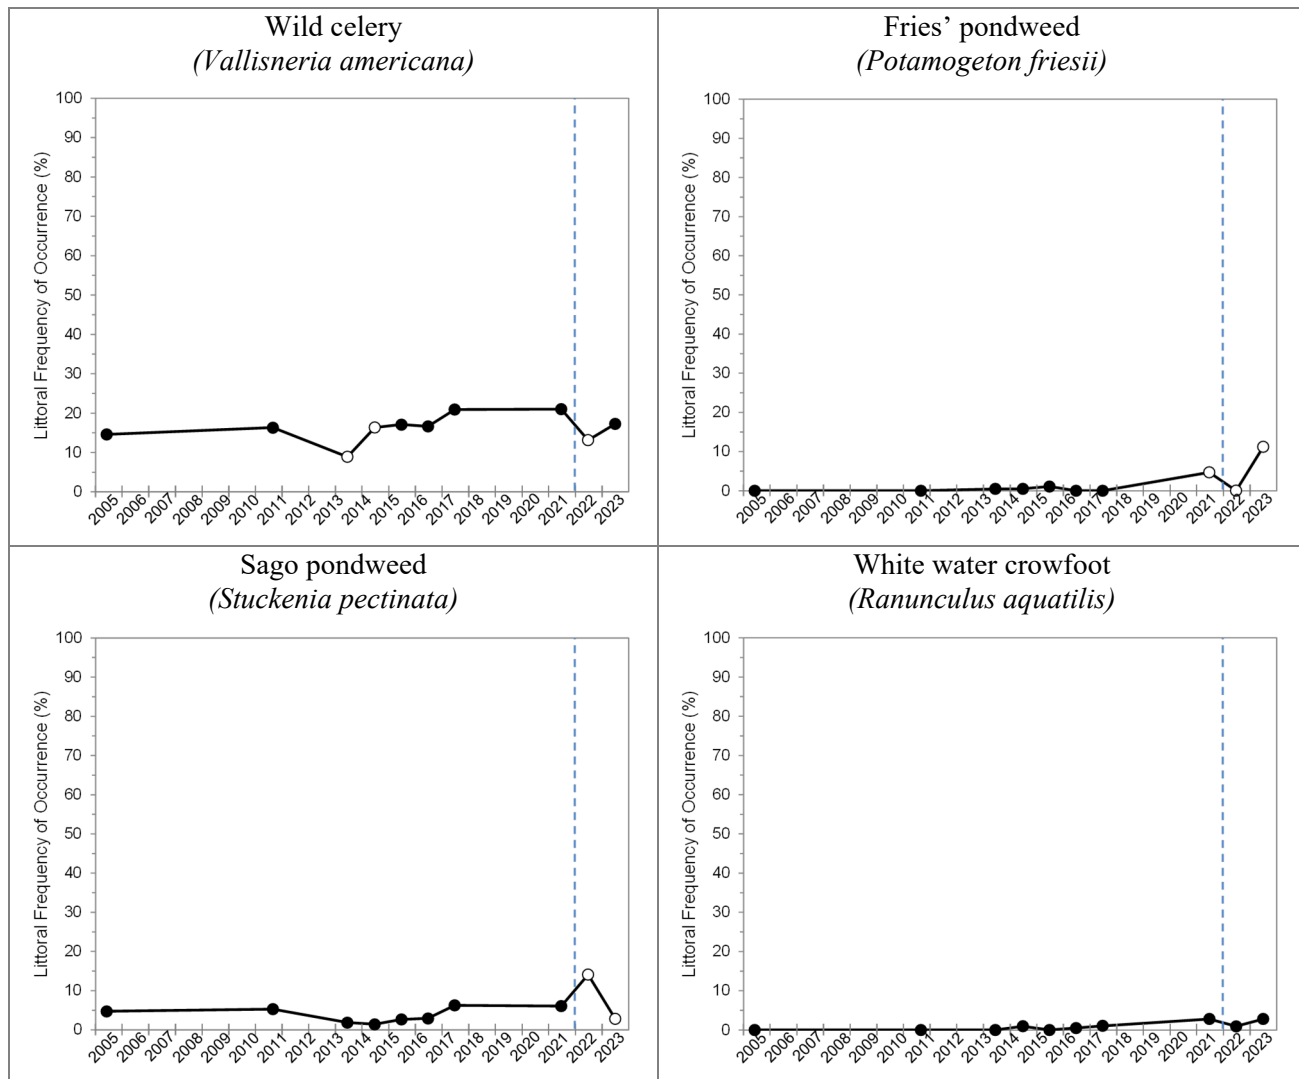 Wild celery
(Vallisneria americana)
Littoral Frequency of Occurrence (%)
100
90
80
70
60
50
40
30
20
10
0
2005 2006 2007 2008 2009 2010 2011 2012 2013 2014 2015 2016 2017 2018 2019 2020 2021 2022 2023
Fries’ pondweed
(Potamogeton friesii)
Littoral Frequency of Occurrence (%)
100
90
80
70
60
50
40
30
20
10
0
2005 2006 2007 2008 2009 2010 2011 2012 2013 2014 2015 2016 2017 2018 2019 2020 2021 2022 2023
Sago pondweed
(Stuckenia pectinata)
Littoral Frequency of Occurrence (%)
100
90
80
70
60
50
40
30
20
10
0
2005 2006 2007 2008 2009 2010 2011 2012 2013 2014 2015 2016 2017 2018 2019 2020 2021 2022 2023
White water crowfoot
(Ranunculus aquatilis)
Littoral Frequency of Occurrence (%)
100
90
80
70
60
50
40
30
20
10
0
2005 2006 2007 2008 2009 2010 2011 2012 2013 2014 2015 2016 2017 2018 2019 2020 2021 2022 2023